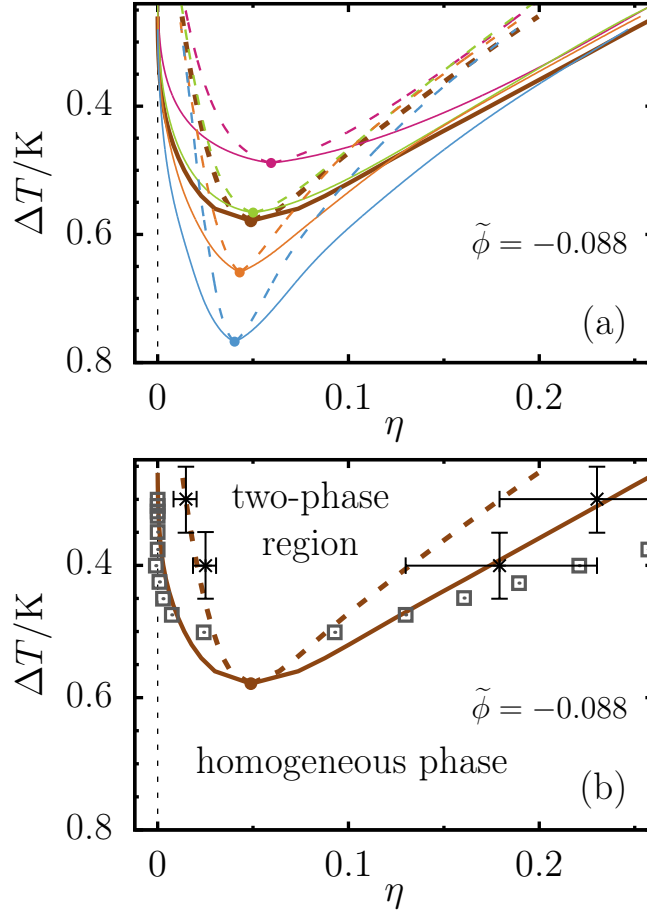 0.4
0.6
0.8
ΔT/K
ϕ̃ = −0.088
(a)
0 0.1 0.2
η
two-phase
region
0.4
0.6
0.8
ΔT/K
ϕ̃ = −0.088
homogeneous phase
(b)
0 0.1 0.2
η